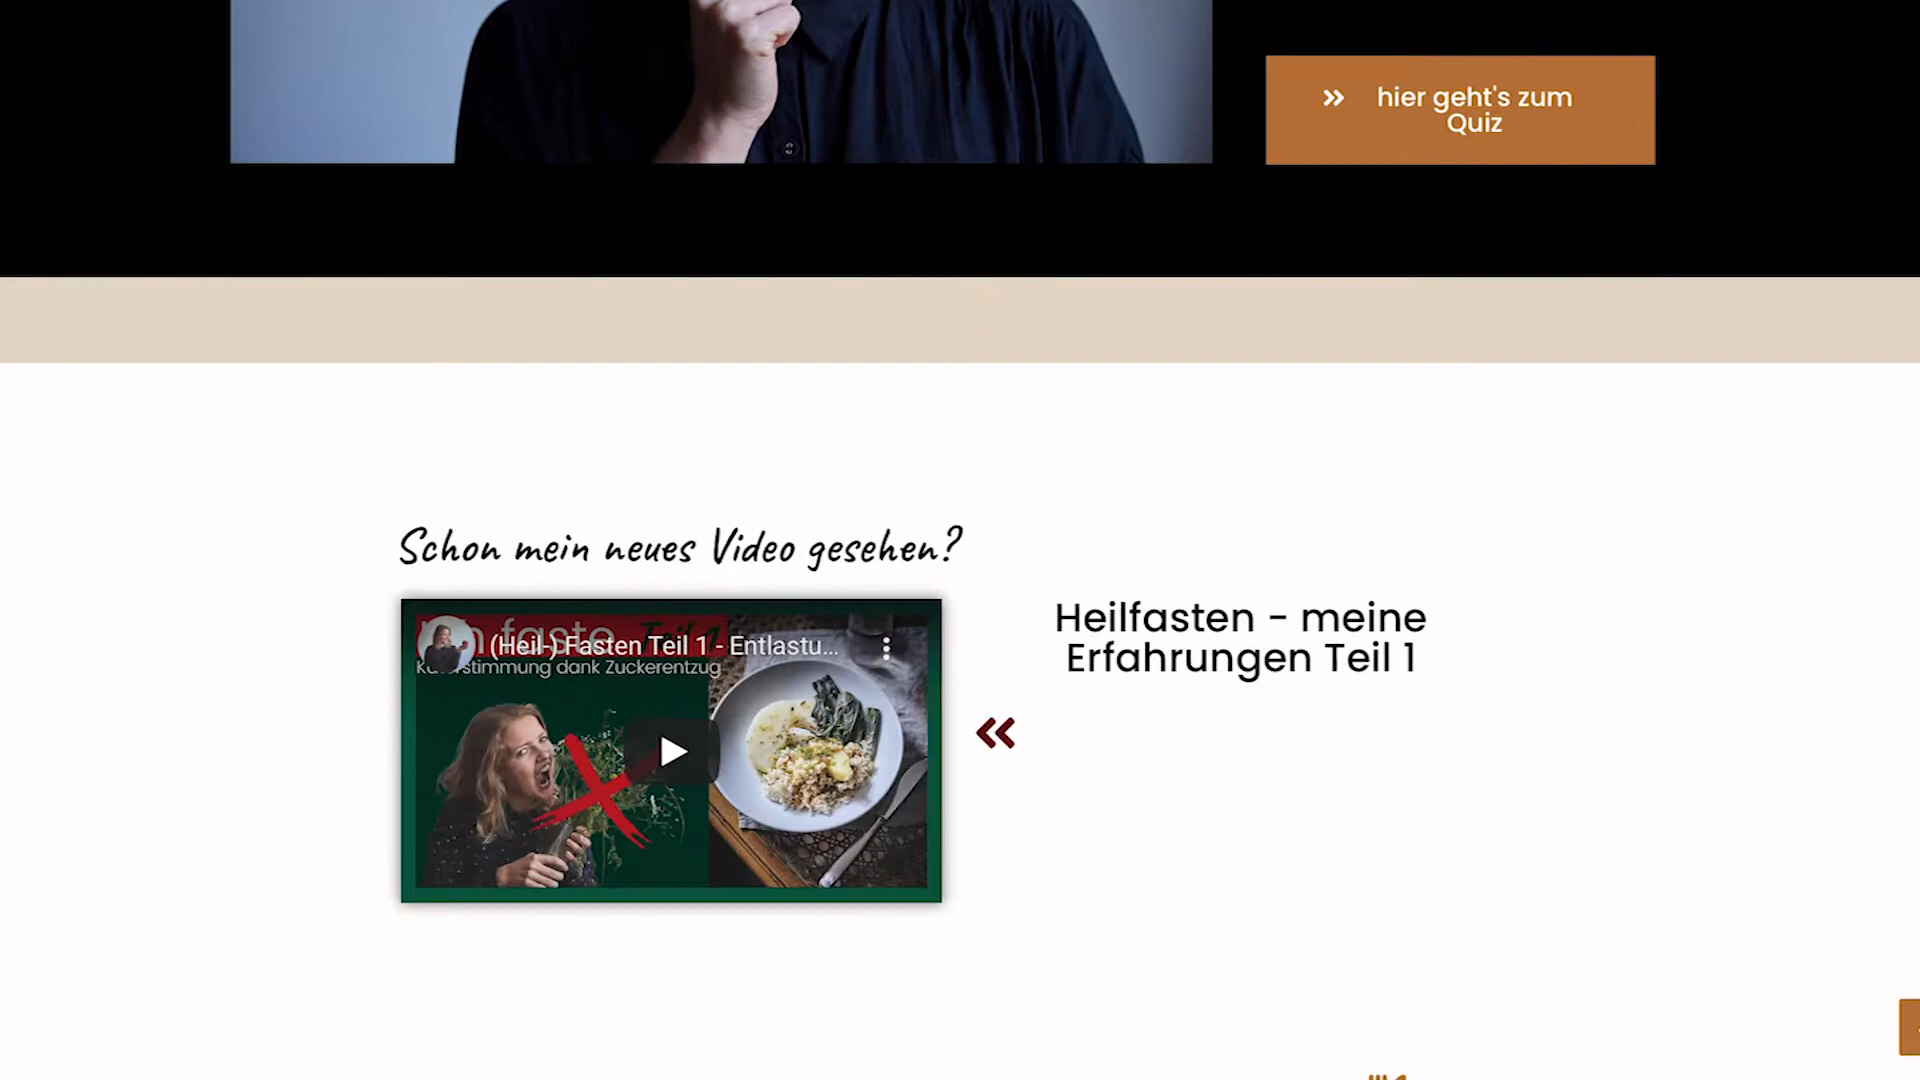 hier geht's zum
Quiz
Schon mein neues Video gesehen?
(Heil-) Fasten Teil 1 - Entlastu...
stimmung dank Zuckerentzug
Heilfasten - meine
Erfahrungen Teil 1